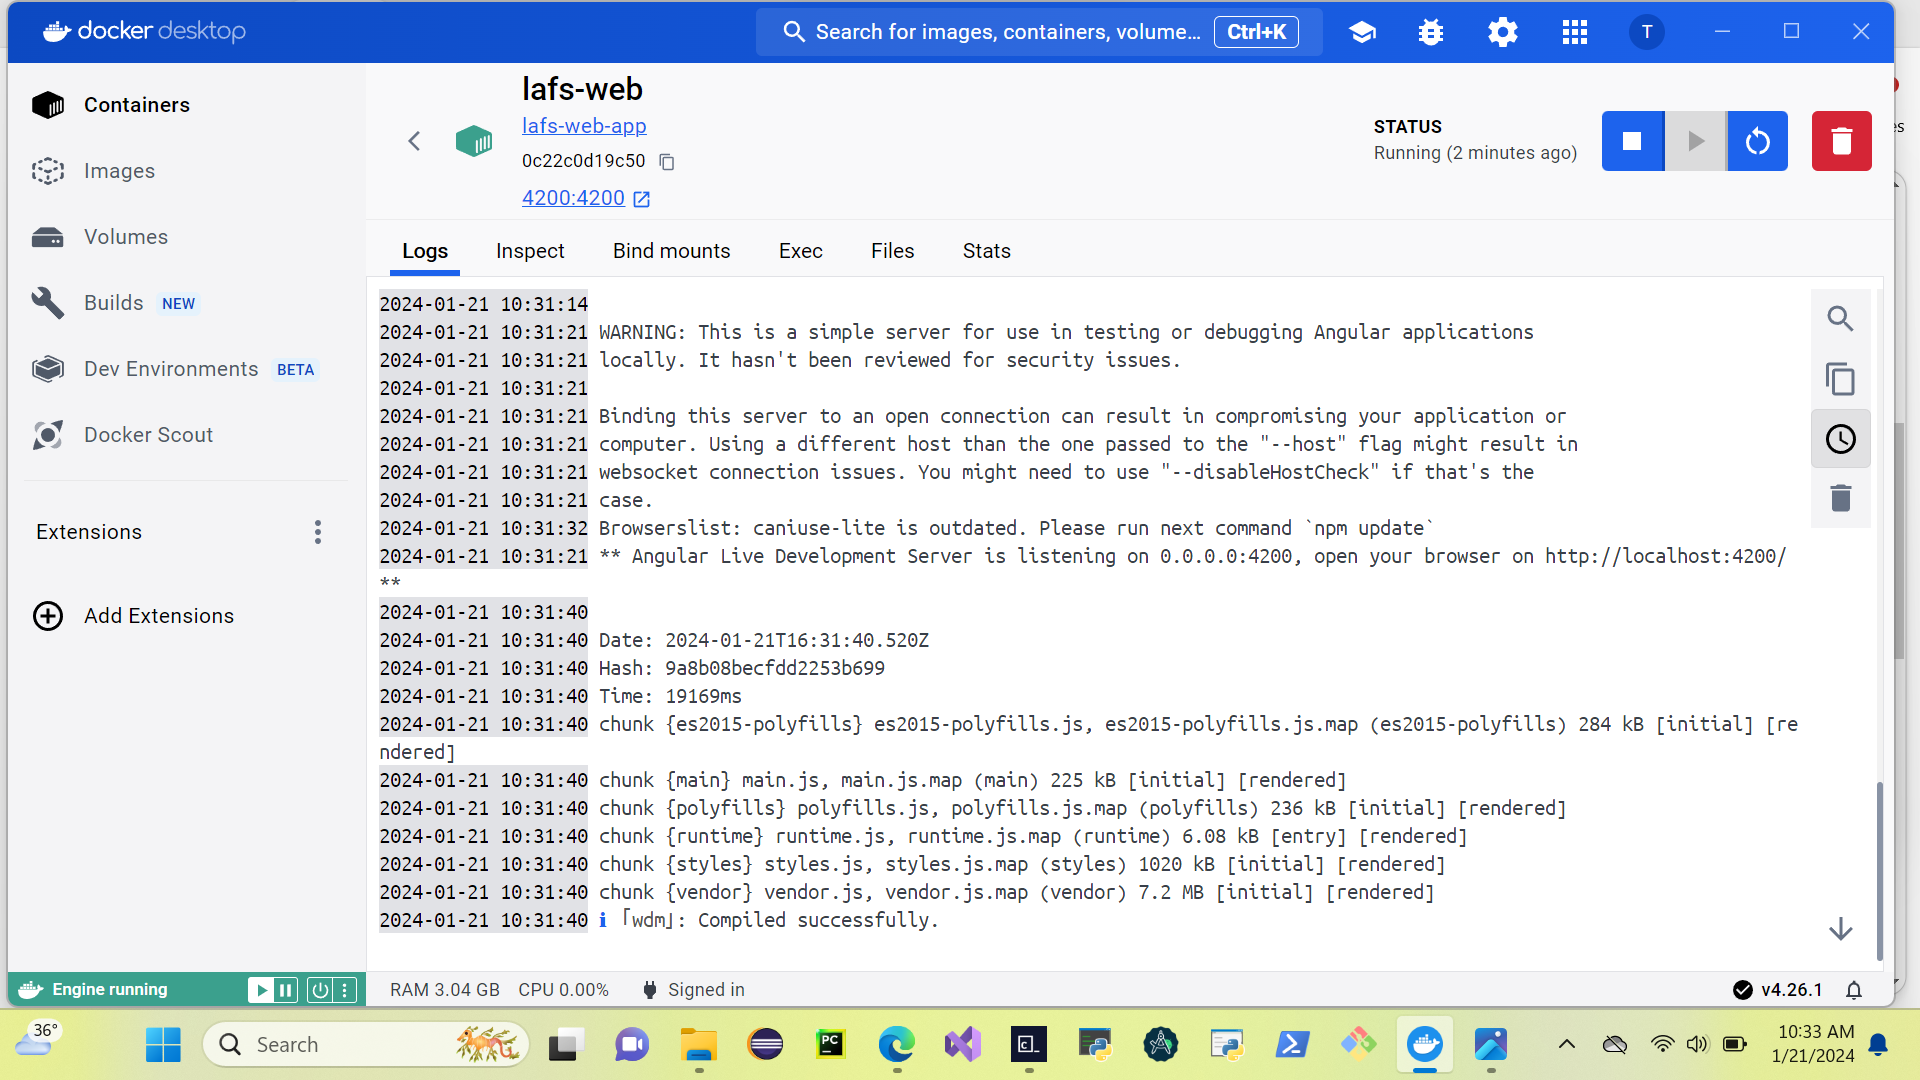 docker desktop
Search for images, containers, volume... Ctrl+K
T
Containers
Images
Volumes
Builds NEW
Dev Environments BETA
Docker Scout
Extensions
Add Extensions
lafs-web
lafs-web-app
0c22c0d19c50
4200:4200
STATUS
Running (2 minutes ago)
Logs Inspect Bind mounts Exec Files Stats
2024-01-21 10:31:14
2024-01-21 10:31:21 WARNING: This is a simple server for use in testing or debugging Angular applications
2024-01-21 10:31:21 locally. It hasn't been reviewed for security issues.
2024-01-21 10:31:21
2024-01-21 10:31:21 Binding this server to an open connection can result in compromising your application or
2024-01-21 10:31:21 computer. Using a different host than the one passed to the "--host" flag might result in
2024-01-21 10:31:21 websocket connection issues. You might need to use "--disableHostCheck" if that's the
2024-01-21 10:31:21 case.
2024-01-21 10:31:32 Browserslist: caniuse-lite is outdated. Please run next command `npm update`
2024-01-21 10:31:21 ** Angular Live Development Server is listening on 0.0.0.0:4200, open your browser on http://localhost:4200/
**
2024-01-21 10:31:40
2024-01-21 10:31:40 Date: 2024-01-21T16:31:40.520Z
2024-01-21 10:31:40 Hash: 9a8b08becfdd2253b699
2024-01-21 10:31:40 Time: 19169ms
2024-01-21 10:31:40 chunk {es2015-polyfills} es2015-polyfills.js, es2015-polyfills.js.map (es2015-polyfills) 284 kB [initial] [re
ndered]
2024-01-21 10:31:40 chunk {main} main.js, main.js.map (main) 225 kB [initial] [rendered]
2024-01-21 10:31:40 chunk {polyfills} polyfills.js, polyfills.js.map (polyfills) 236 kB [initial] [rendered]
2024-01-21 10:31:40 chunk {runtime} runtime.js, runtime.js.map (runtime) 6.08 kB [entry] [rendered]
2024-01-21 10:31:40 chunk {styles} styles.js, styles.js.map (styles) 1020 kB [initial] [rendered]
2024-01-21 10:31:40 chunk {vendor} vendor.js, vendor.js.map (vendor) 7.2 MB [initial] [rendered]
2024-01-21 10:31:40 ℹ ｢wdm｣: Compiled successfully.
Engine running
RAM 3.04 GB CPU 0.00% Signed in
v4.26.1
36°
Search
PC
10:33 AM
1/21/2024